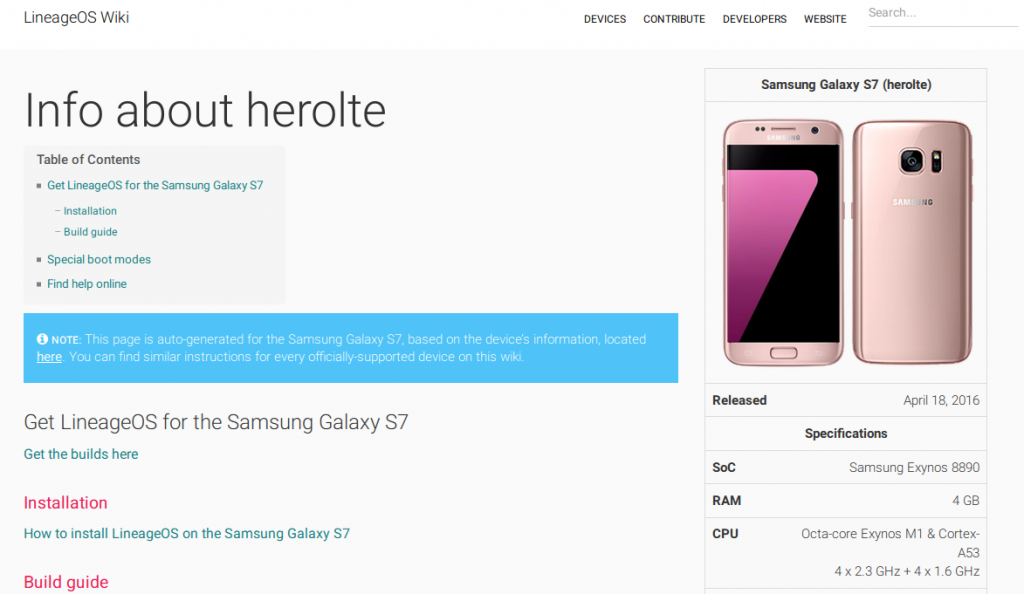 LineageOS Wiki
DEVICES CONTRIBUTE DEVELOPERS WEBSITE Search...
Info about herolte
Table of Contents
Get LineageOS for the Samsung Galaxy S7
– Installation
– Build guide
Special boot modes
Find help online
NOTE: This page is auto-generated for the Samsung Galaxy S7, based on the device's information, located
here. You can find similar instructions for every officially-supported device on this wiki.
Get LineageOS for the Samsung Galaxy S7
Get the builds here
Installation
How to install LineageOS on the Samsung Galaxy S7
Build guide
Samsung Galaxy S7 (herolte)
SAMSUNG
SAMSUNG
Released April 18, 2016
Specifications
SoC Samsung Exynos 8890
RAM 4 GB
CPU Octa-core Exynos M1 & Cortex-
A53
4 x 2.3 GHz + 4 x 1.6 GHz